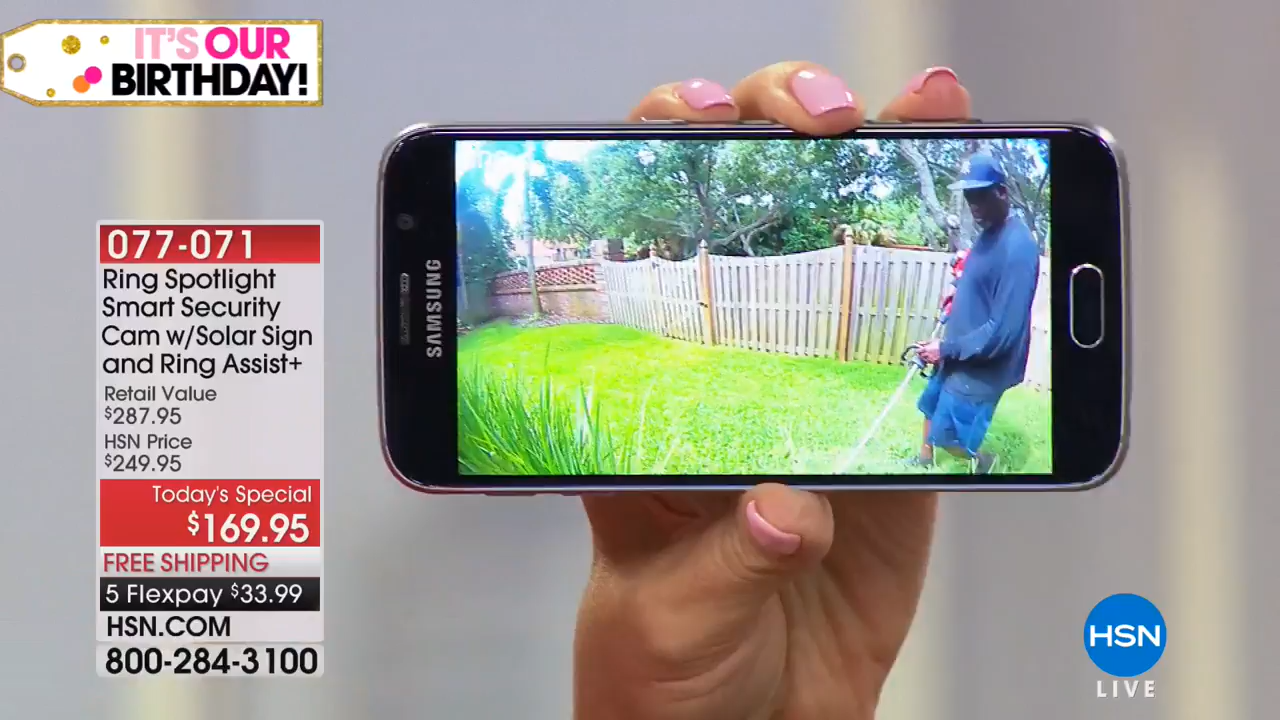 IT'S OUR
BIRTHDAY!
077-071
Ring Spotlight
Smart Security
Cam w/Solar Sign
and Ring Assist+
Retail Value
$287.95
HSN Price
$249.95
Today's Special
$169.95
FREE SHIPPING
5 Flexpay $33.99
HSN.COM
800-284-3100
SAMSUNG
HSN
LIVE